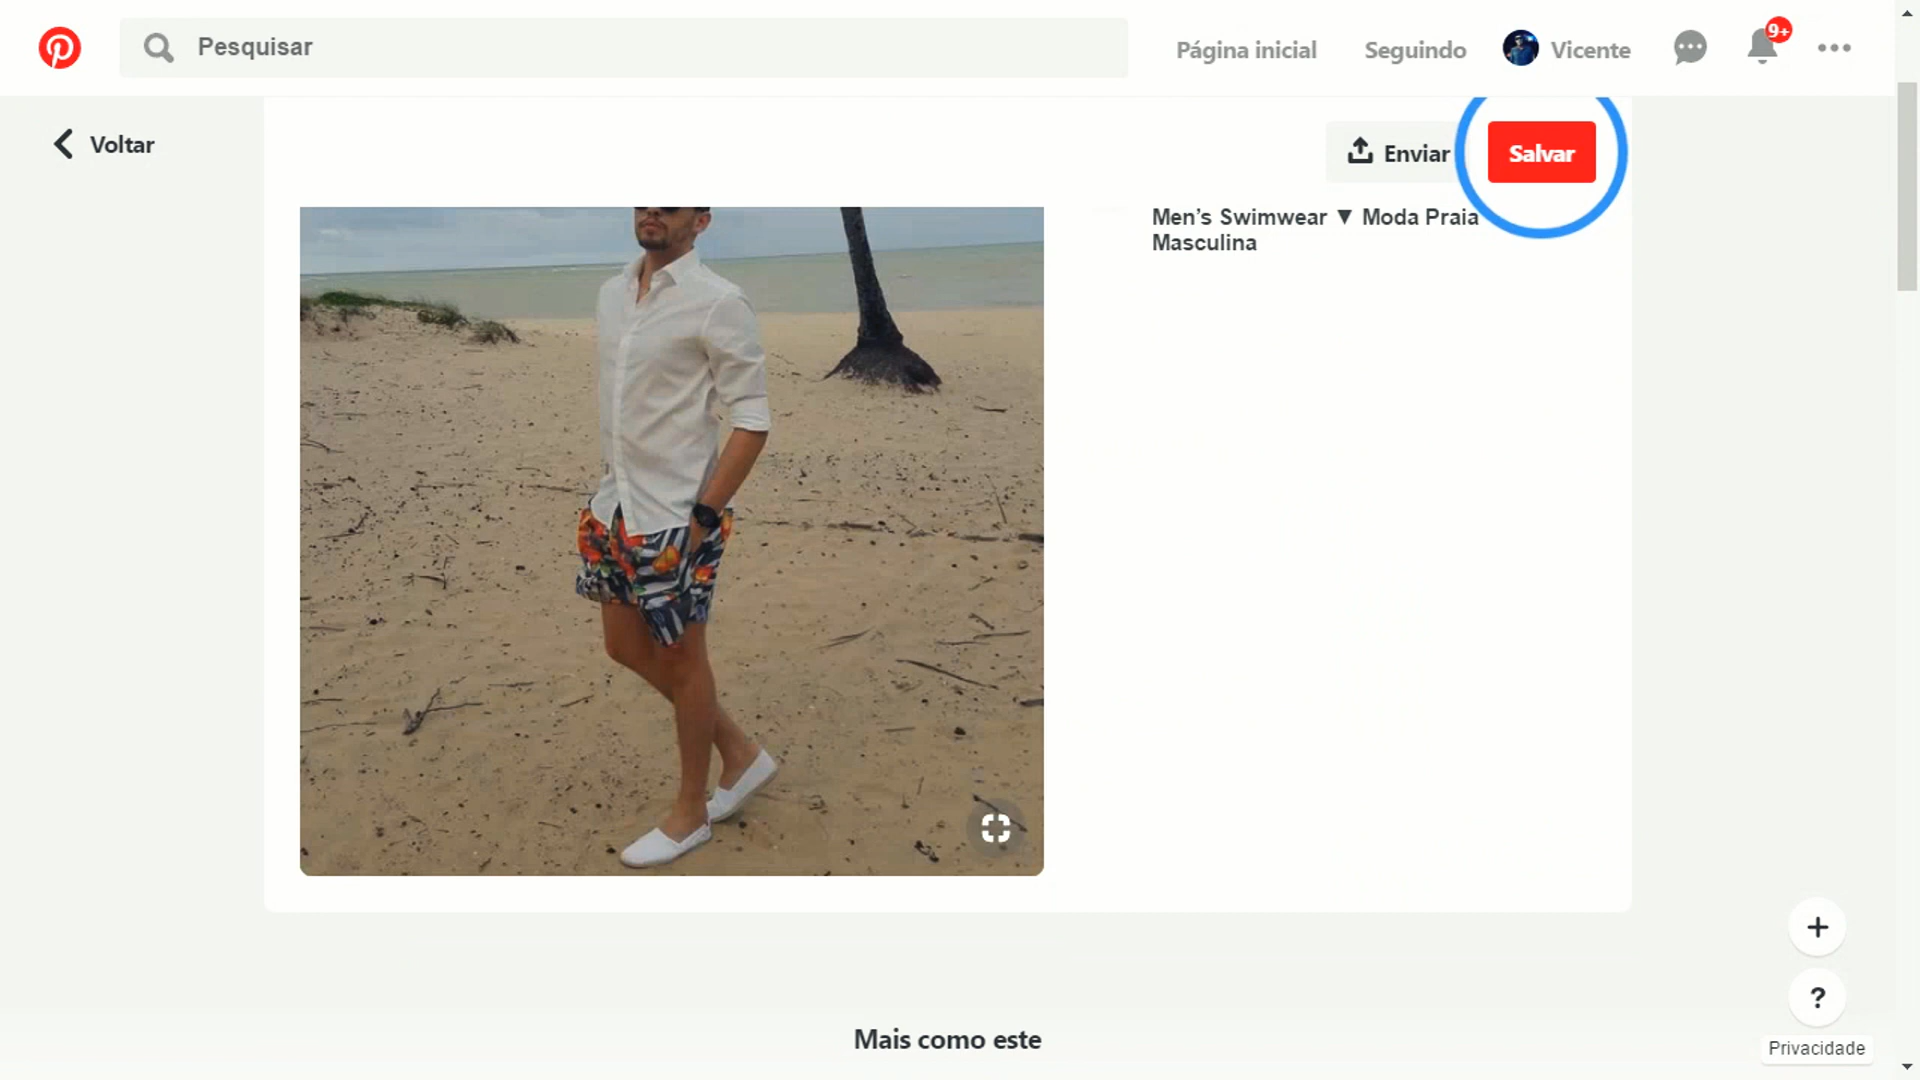 Pesquisar
Página inicial
Seguindo
Vicente
9+
Voltar
Enviar
Salvar
Men’s Swimwear ▼ Moda Praia
Masculina
+
?
Mais como este
Privacidade